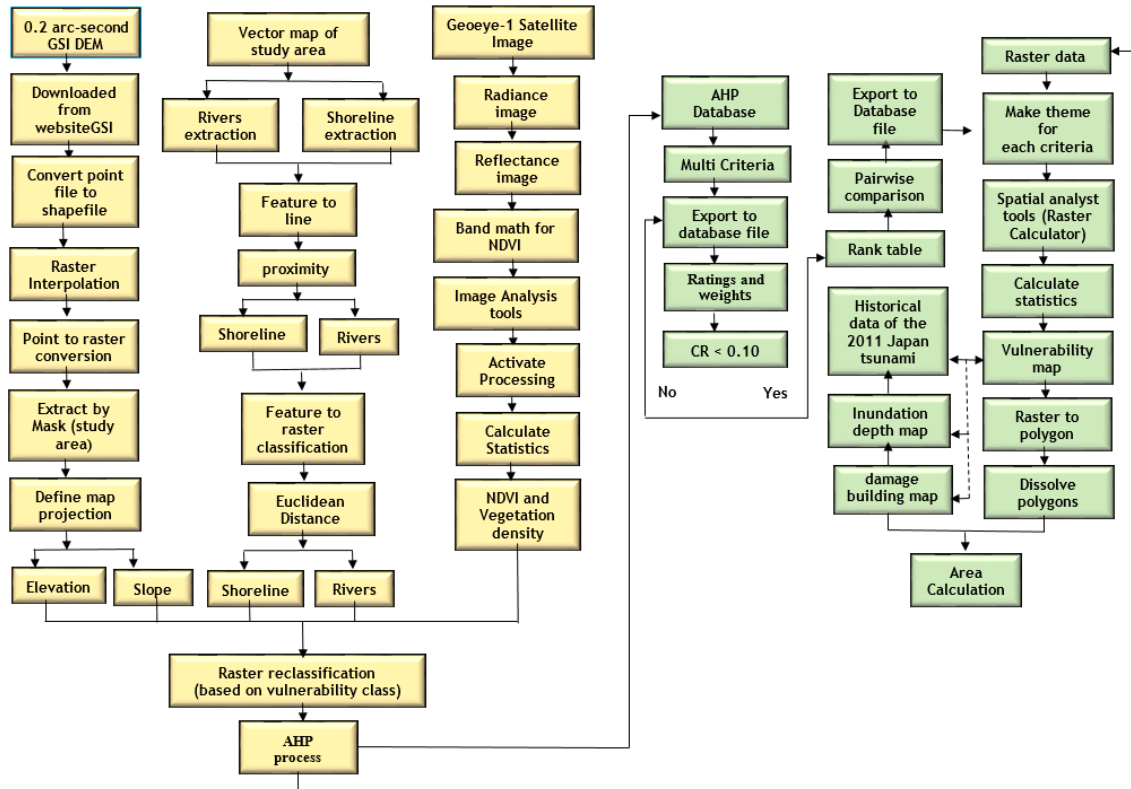 0.2 arc-second
GSI DEM
Downloaded
from
websiteGSI
Convert point
file to
shapefile
Raster
Interpolation
Point to raster
conversion
Extract by
Mask (study
area)
Define map
projection
Elevation
Slope
Vector map of
study area
Rivers
extraction
Shoreline
extraction
Feature to
line
proximity
Shoreline
Rivers
Feature to
raster
classification
Euclidean
Distance
Shoreline
Rivers
Geoeye-1 Satellite
Image
Radiance
image
Reflectance
image
Band math for
NDVI
Image Analysis
tools
Activate
Processing
Calculate
Statistics
NDVI and
Vegetation
density
Raster reclassification
(based on vulnerability class)
AHP
process
AHP
Database
Multi Criteria
Export to
database file
Ratings and
weights
CR < 0.10
No
Yes
Export to
Database
file
Pairwise
comparison
Rank table
Historical
data of the
2011 Japan
tsunami
Inundation
depth map
damage
building map
Raster data
Make theme
for
each criteria
Spatial analyst
tools (Raster
Calculator)
Calculate
statistics
Vulnerability
map
Raster to
polygon
Dissolve
polygons
Area
Calculation